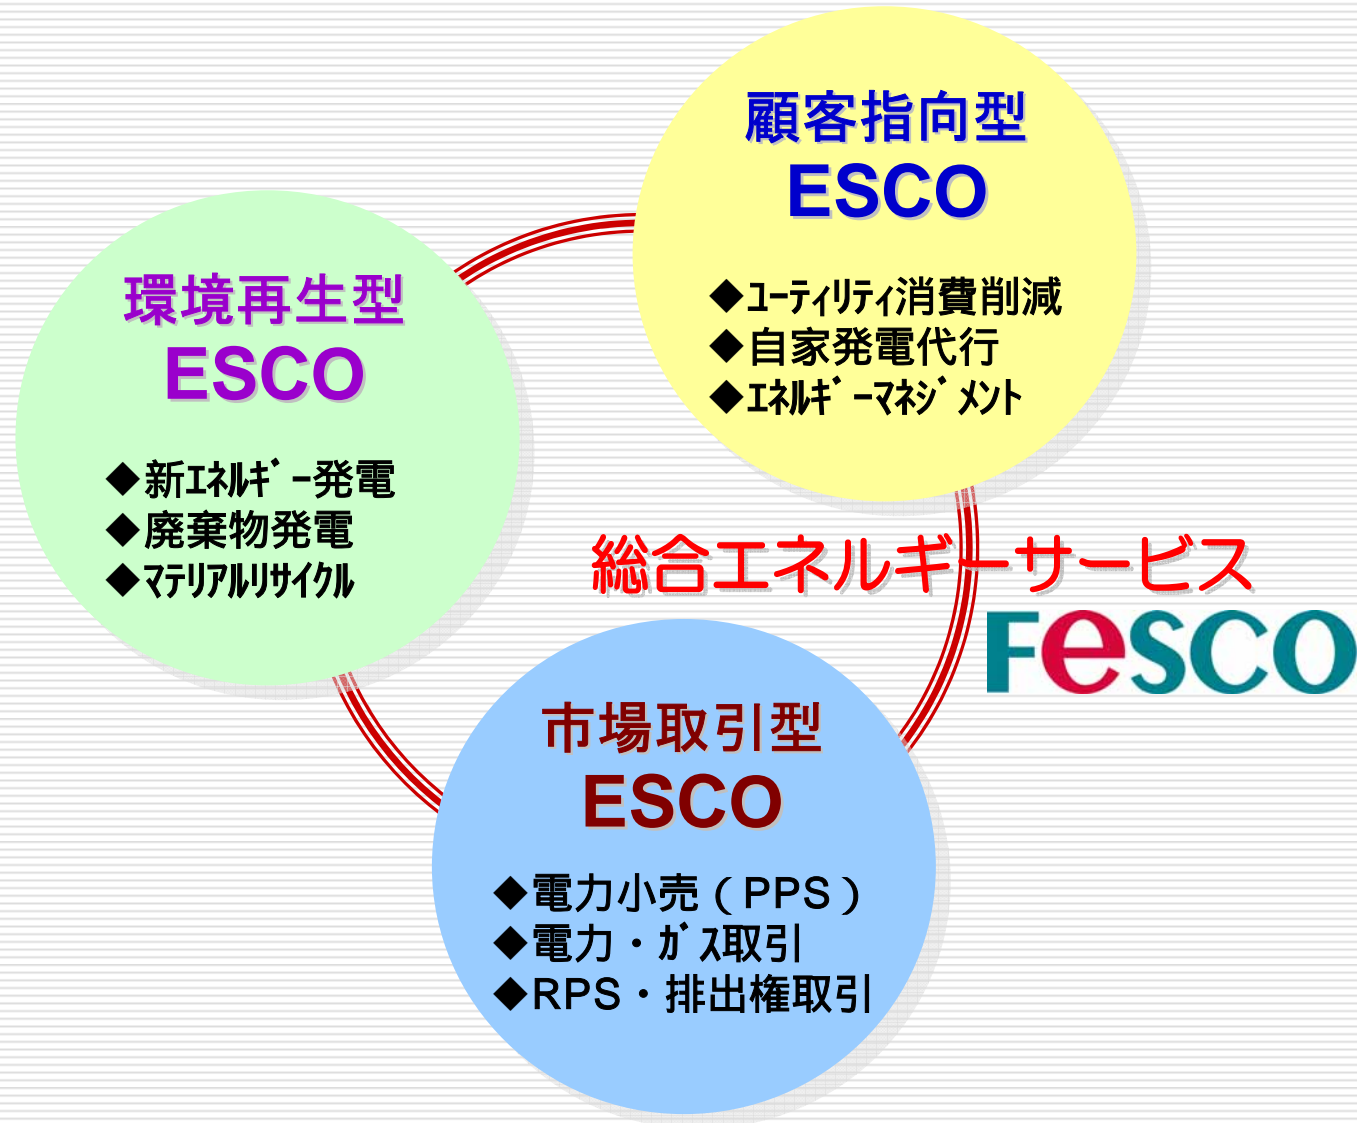 顧客指向型
ESCO
◆ﾕｰﾃｨﾘﾃｨ消費削減
◆自家発電代行
◆ｴﾈﾙｷﾞｰﾏﾈｼﾞﾒﾝﾄ
環境再生型
ESCO
◆新ｴﾈﾙｷﾞｰ発電
◆廃棄物発電
◆ﾏﾃﾘｱﾙﾘｻｲｸﾙ
総合エネルギーサービス
FeSCO
市場取引型
ESCO
◆電力小売（PPS）
◆電力・ｶﾞｽ取引
◆RPS・排出権取引